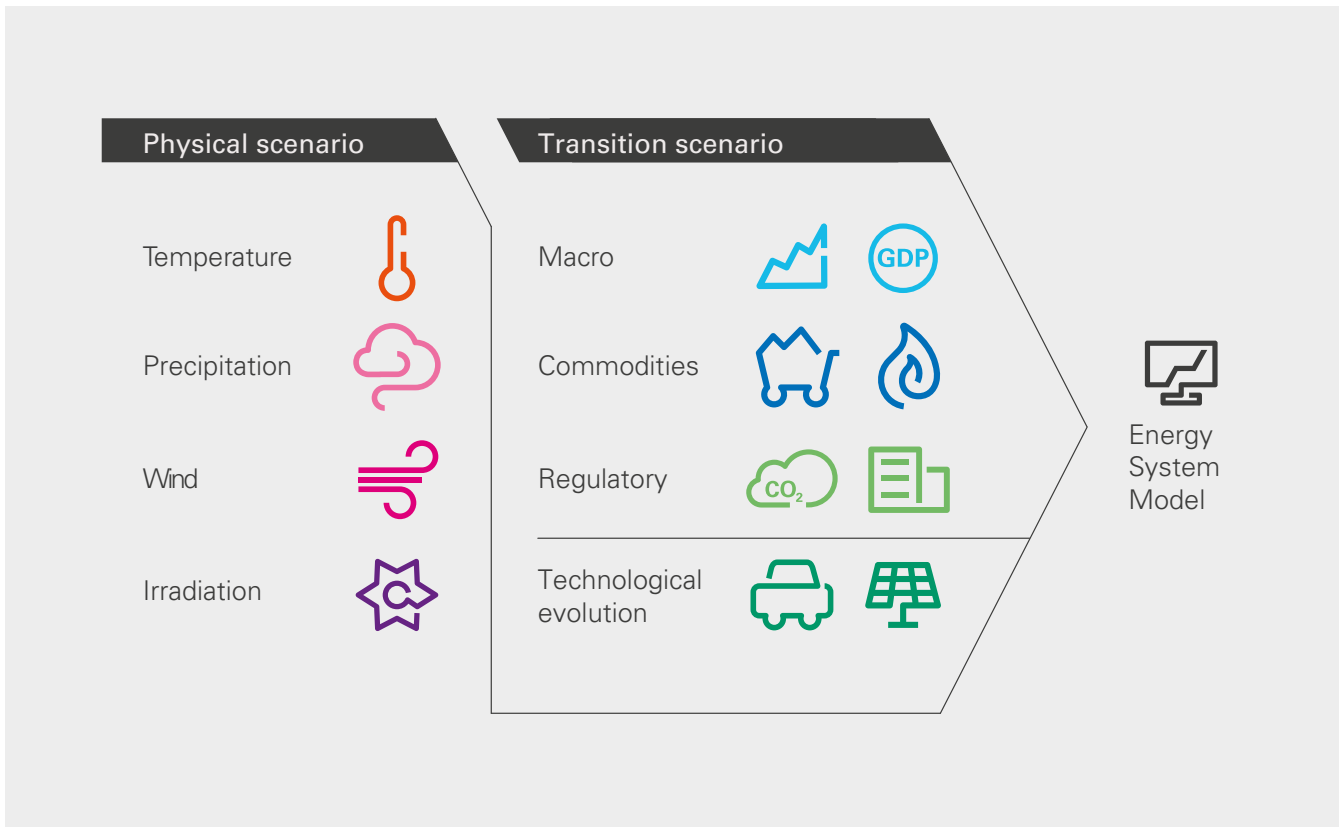 Physical scenario
Temperature
Precipitation
Wind
Irradiation
Transition scenario
Macro
GDP
Commodities
Regulatory
CO₂
Technological
evolution
Energy
System
Model